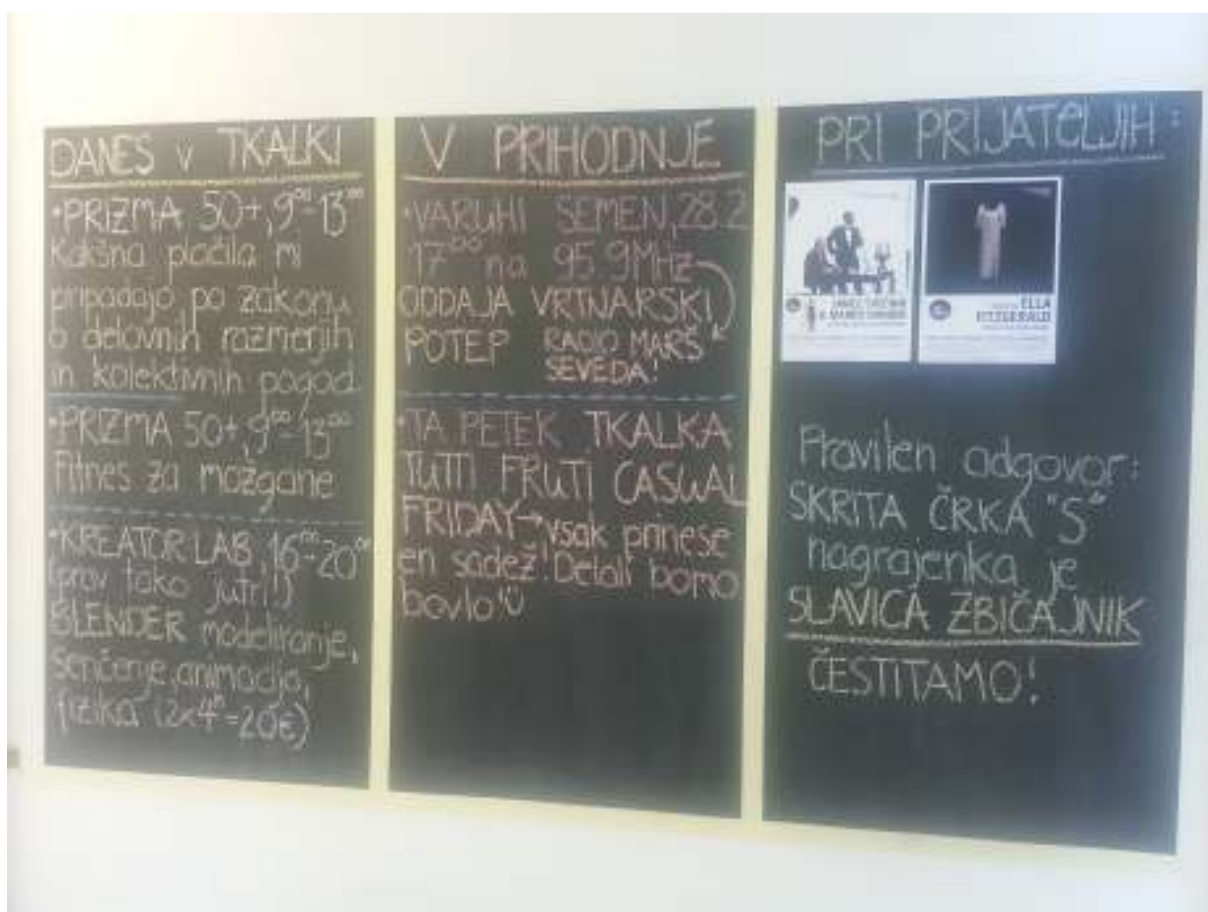 DANES V TKALKI
•PRIZMA 50+, 9⁰⁰-13⁰⁰
Kakšna plačila mi
pripadajo po zakonu
o delovnih razmerjih
in kolektivnih pogod.
•PRIZMA 50+, 9⁰⁰-13⁰⁰
Fitnes za možgane
•KREATOR LAB, 16⁰⁰-20⁰⁰
(prav tako jutri!)
BLENDER modeliranje,
senčenje, animacija,
fizika (2x4ʰ=20€)
V PRIHODNJE
•VARUHI SEMEN, 28.2
17⁰⁰ na 95.9MHz
ODDAJA VRTNARSKI
POTEP RADIO MARŠ
SEVEDA!
•TA PETEK TKALKA
TUTTI FRUTI CASUAL
FRIDAY→vsak prinese
en sadež! Delali bomo
bovlo!
PRI PRIJATELJIH:
ELLA
FITZGERALD
Pravilen odgovor:
SKRITA ČRKA "S"
nagrajenka je
SLAVICA ZBIČAJNIK
ČESTITAMO!